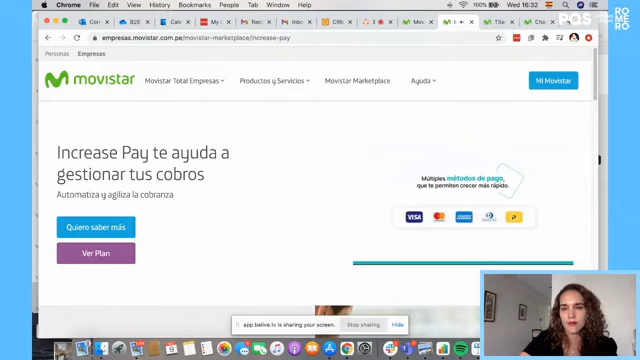 Chrome File Edit View History Bookmarks People Tab Window Help
100% Wed 16:32
PQS
ROMERO
empresas.movistar.com.pe/movistar-marketplace/increase-pay
Personas Empresas
movistar
Movistar Total Empresas Productos y Servicios Movistar Marketplace Ayuda
Mi Movistar
Increase Pay te ayuda a
gestionar tus cobros
Automatiza y agiliza la cobranza
Quiero saber más
Ver Plan
Múltiples métodos de pago,
que te permiten crecer más rápido.
VISA
app.belive.tv is sharing your screen. Stop sharing Hide